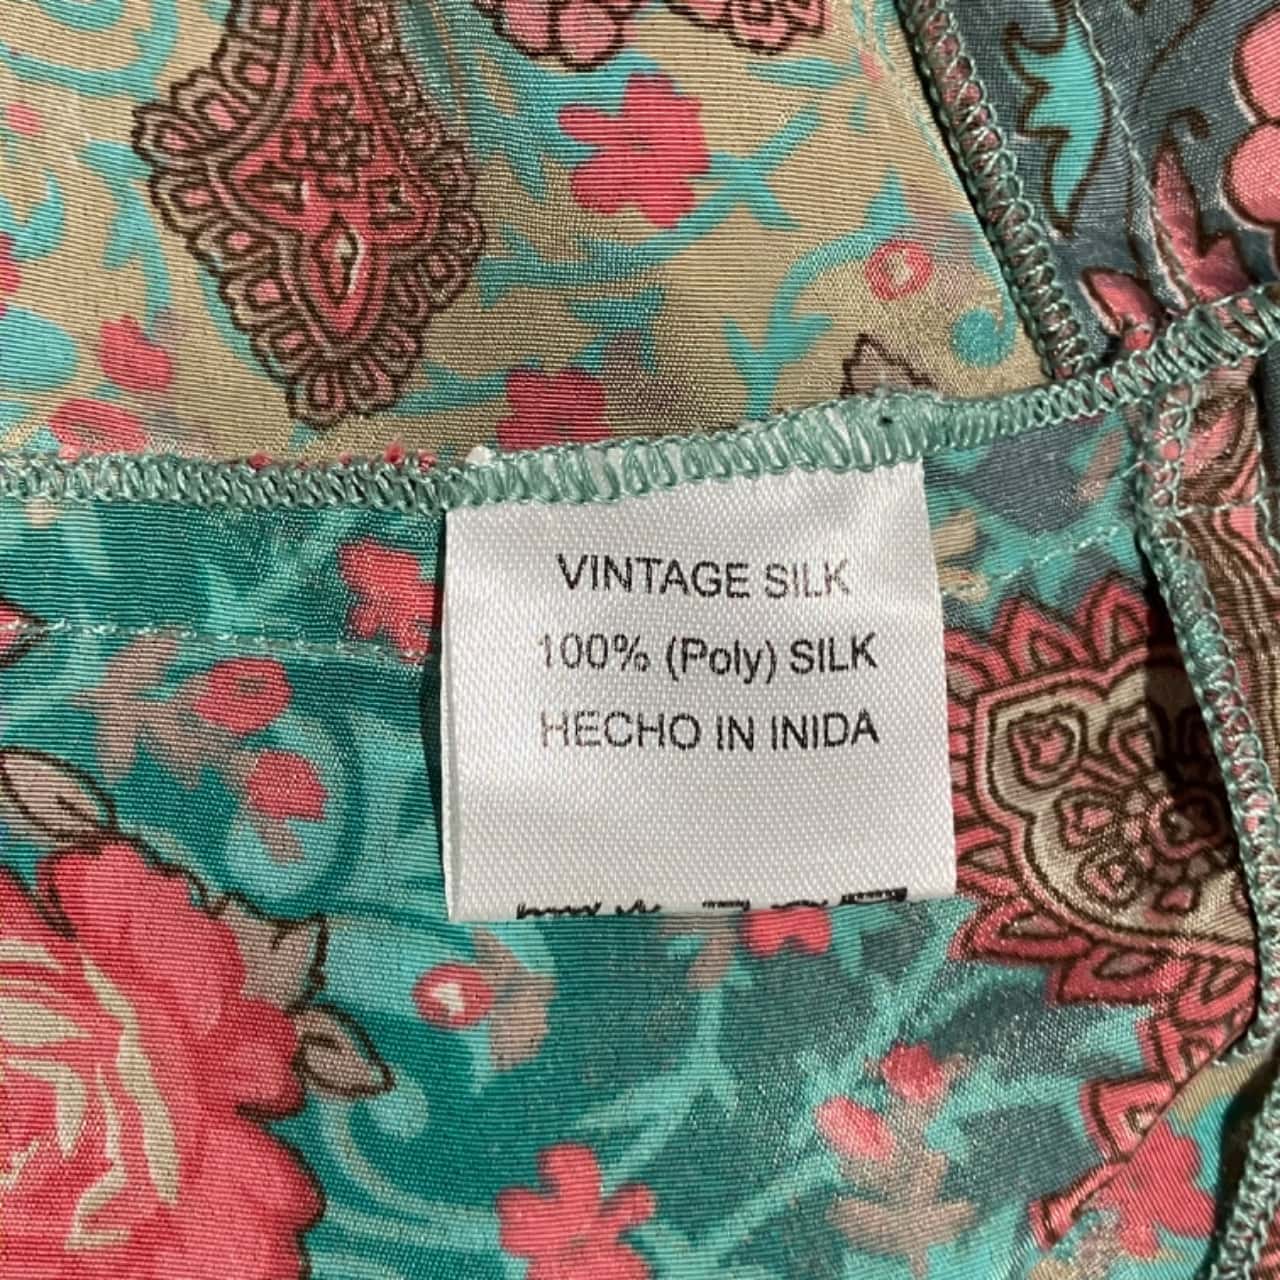 VINTAGE SILK
100% (Poly) SILK
HECHO IN INIDA